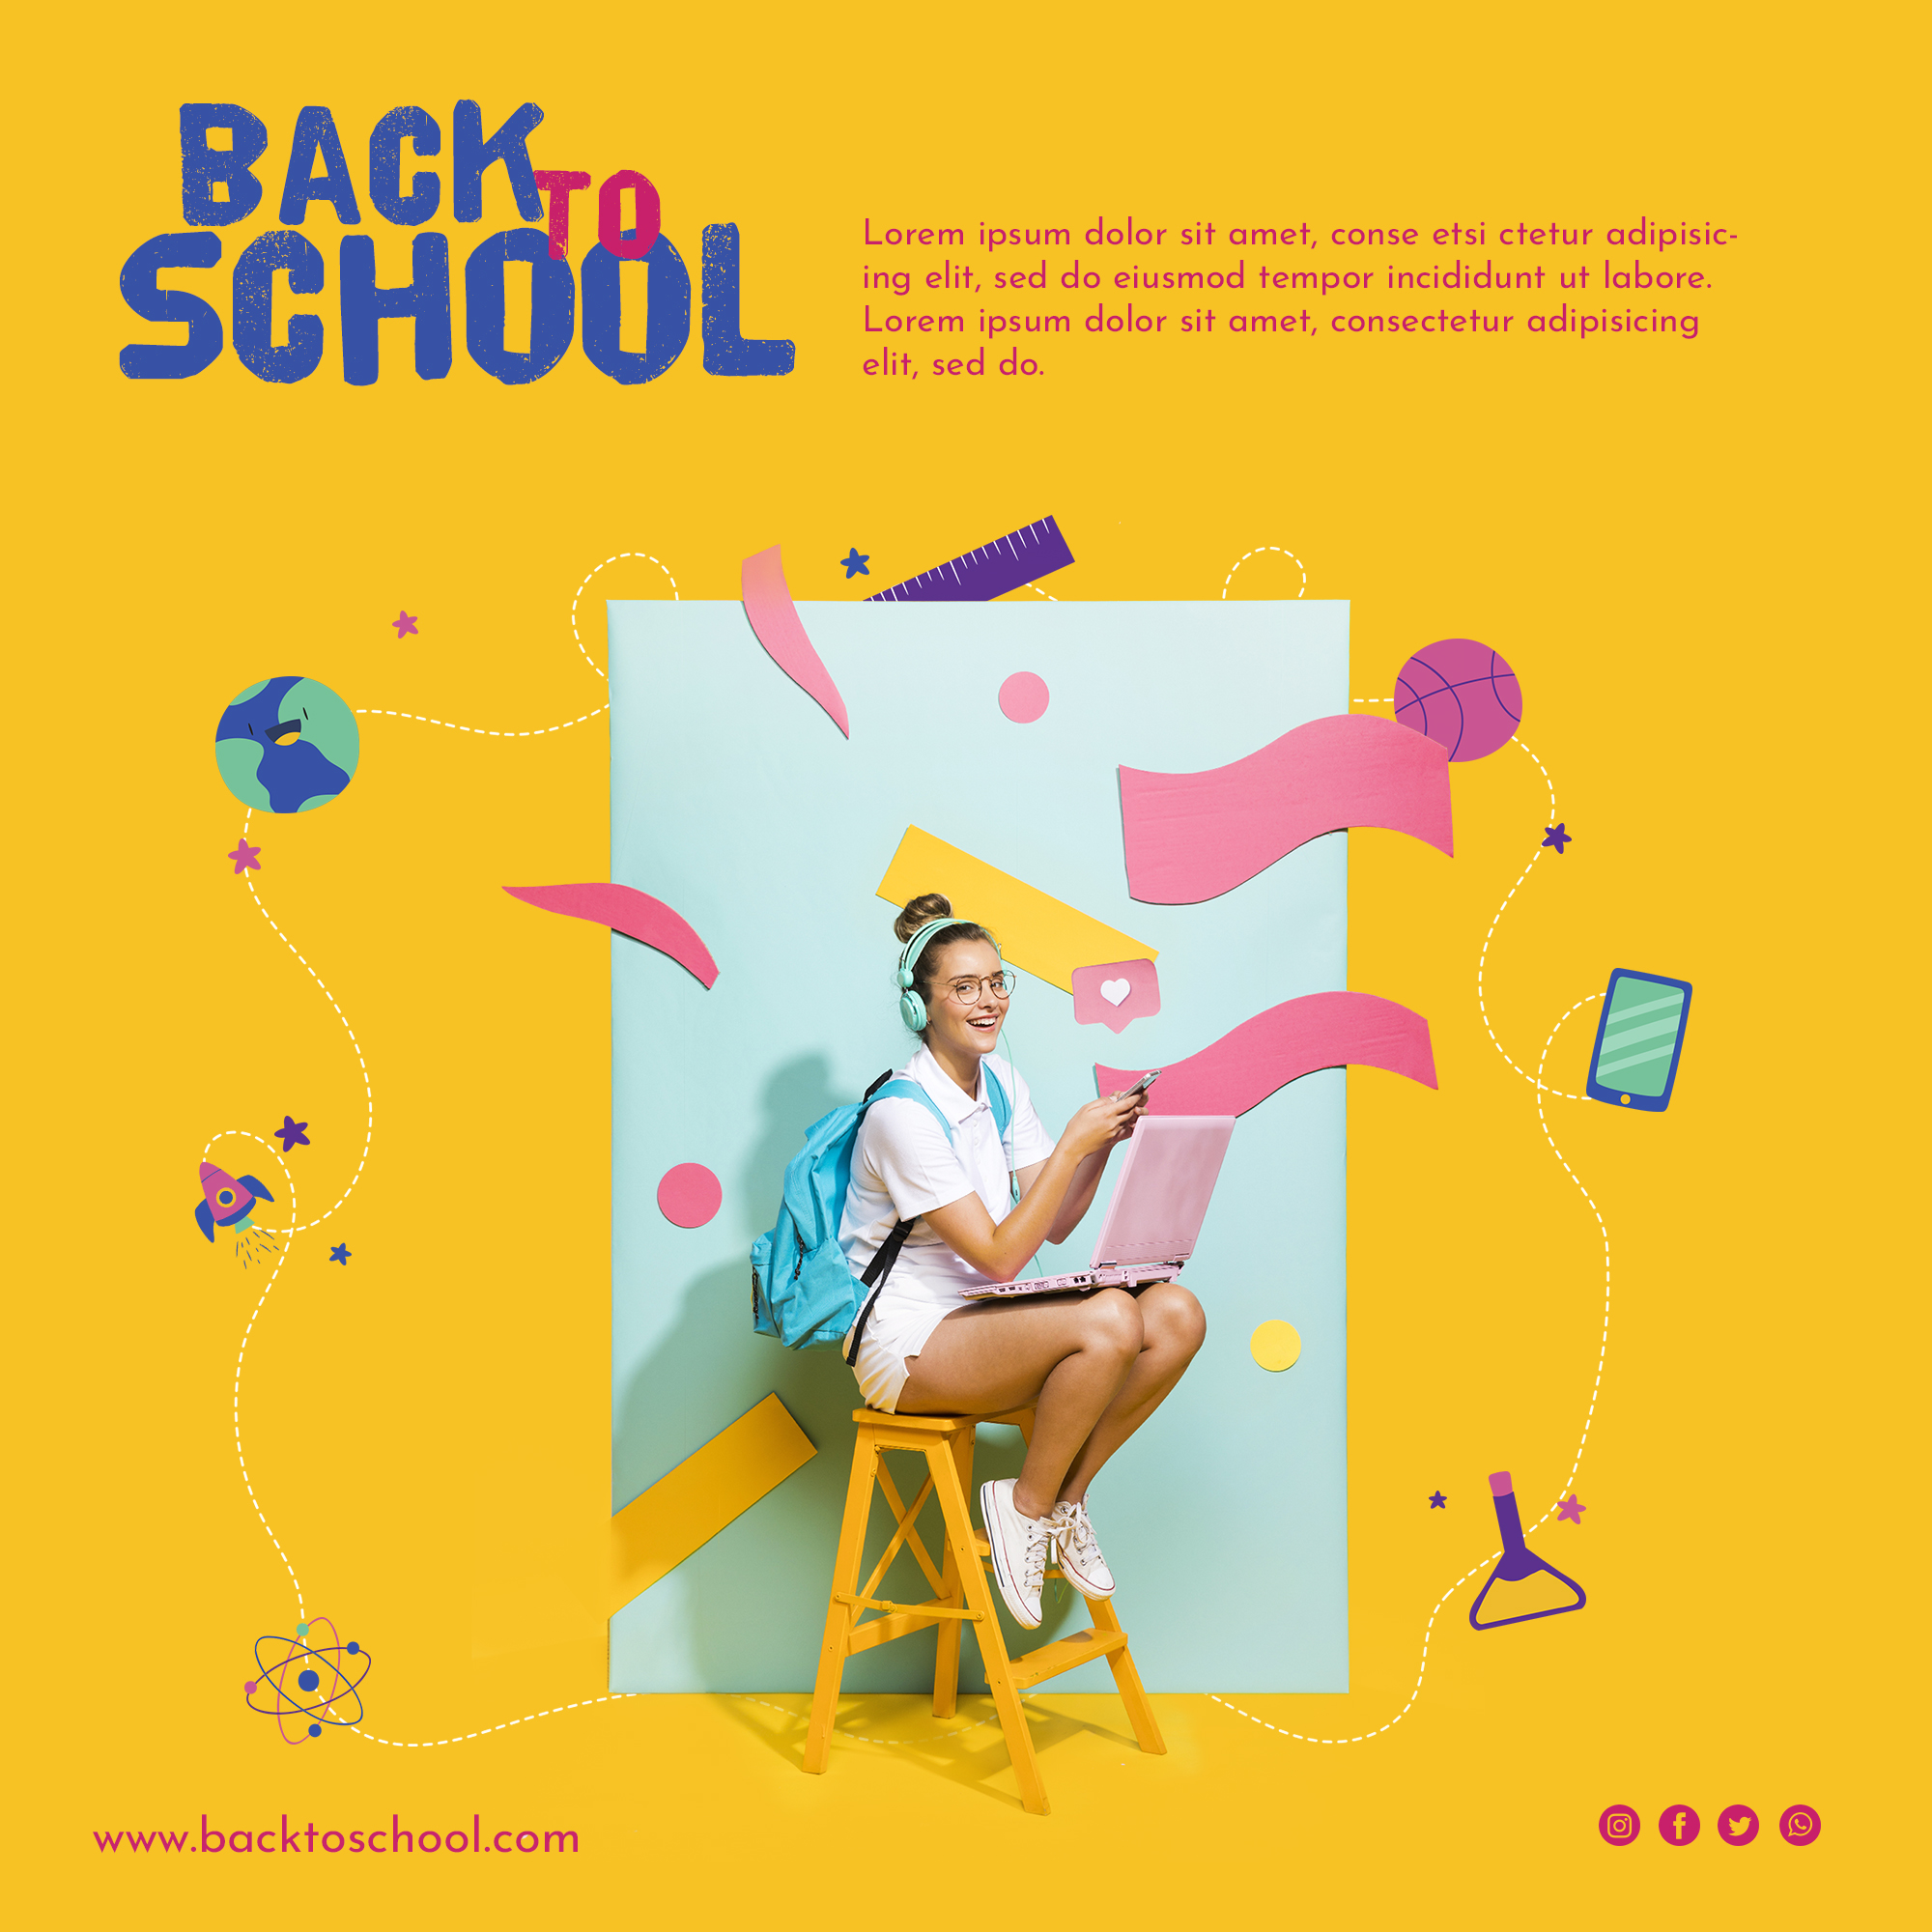 BACK
TO
SCHOOL
Lorem ipsum dolor sit amet, conse etsi ctetur adipisic-
ing elit, sed do eiusmod tempor incididunt ut labore.
Lorem ipsum dolor sit amet, consectetur adipisicing
elit, sed do.
www.backtoschool.com